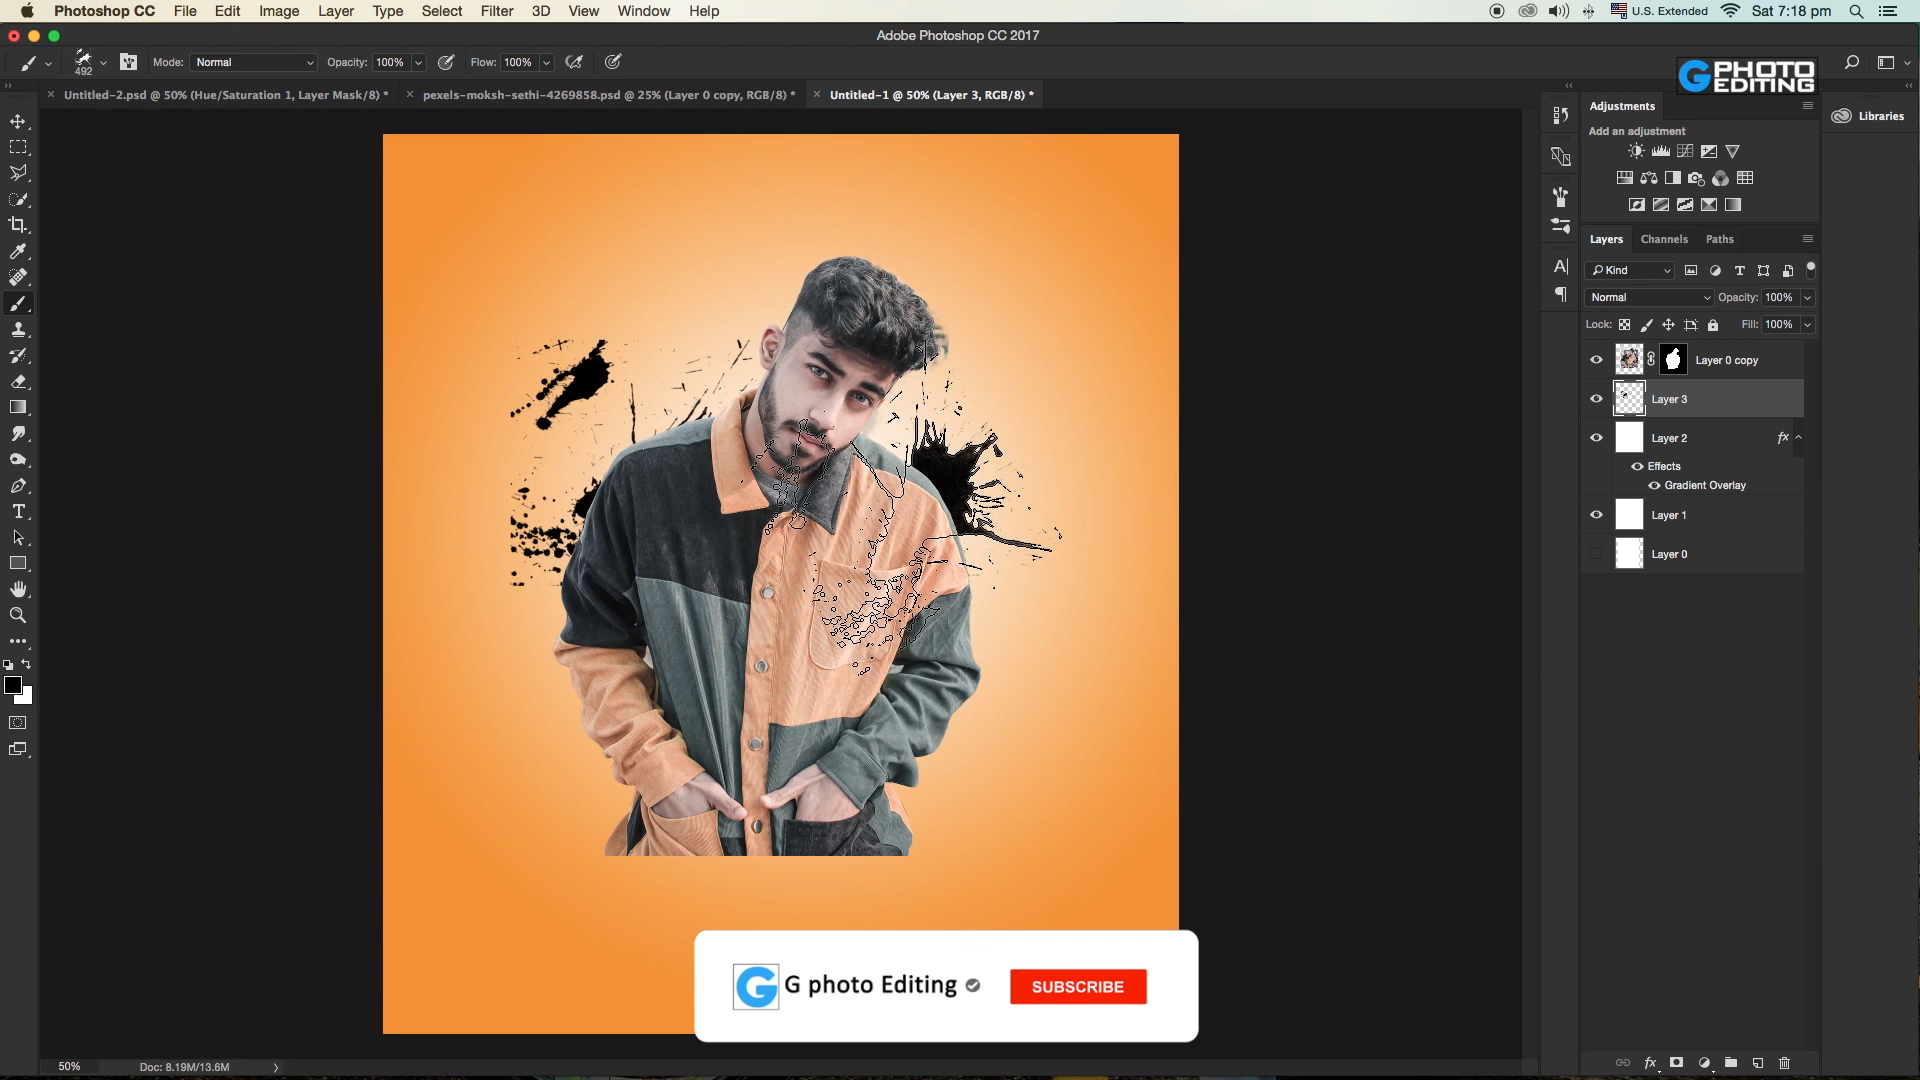 Photoshop CC File Edit Image Layer Type Select Filter 3D View Window Help U.S. Extended Sat 7:18 pm
Adobe Photoshop CC 2017
492 Mode: Normal Opacity: 100% Flow: 100%
G PHOTO EDITING
Untitled-2.psd @ 50% (Hue/Saturation 1, Layer Mask/8) * pexels-moksh-sethi-4269858.psd @ 25% (Layer 0 copy, RGB/8) * Untitled-1 @ 50% (Layer 3, RGB/8) *
Adjustments
Libraries
Add an adjustment
Layers Channels Paths
Kind
Normal Opacity: 100%
Lock: Fill: 100%
Layer 0 copy
Layer 3
Layer 2 fx
Effects
Gradient Overlay
Layer 1
Layer 0
G photo Editing SUBSCRIBE
50% Doc: 8.19M/13.6M
fx